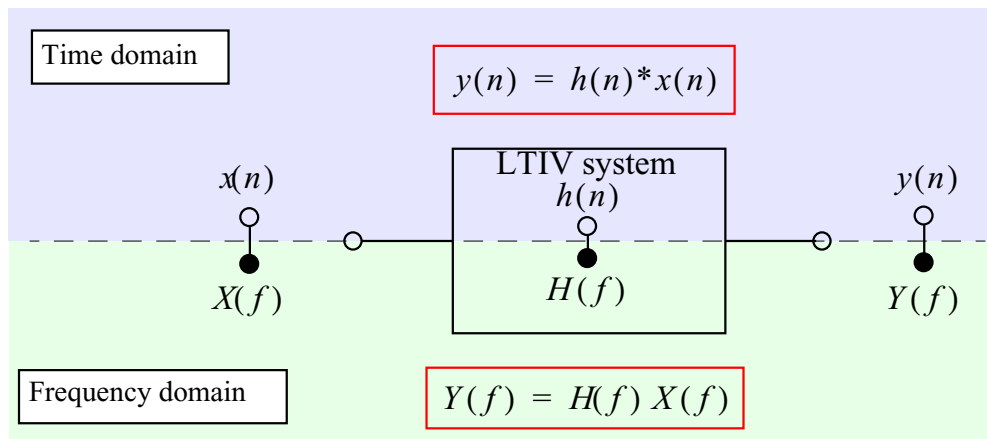 Time domain
y(n) = h(n)*x(n)
LTIV system
x(n)
h(n)
y(n)
X(f)
H(f)
Y(f)
Frequency domain
Y(f) = H(f) X(f)